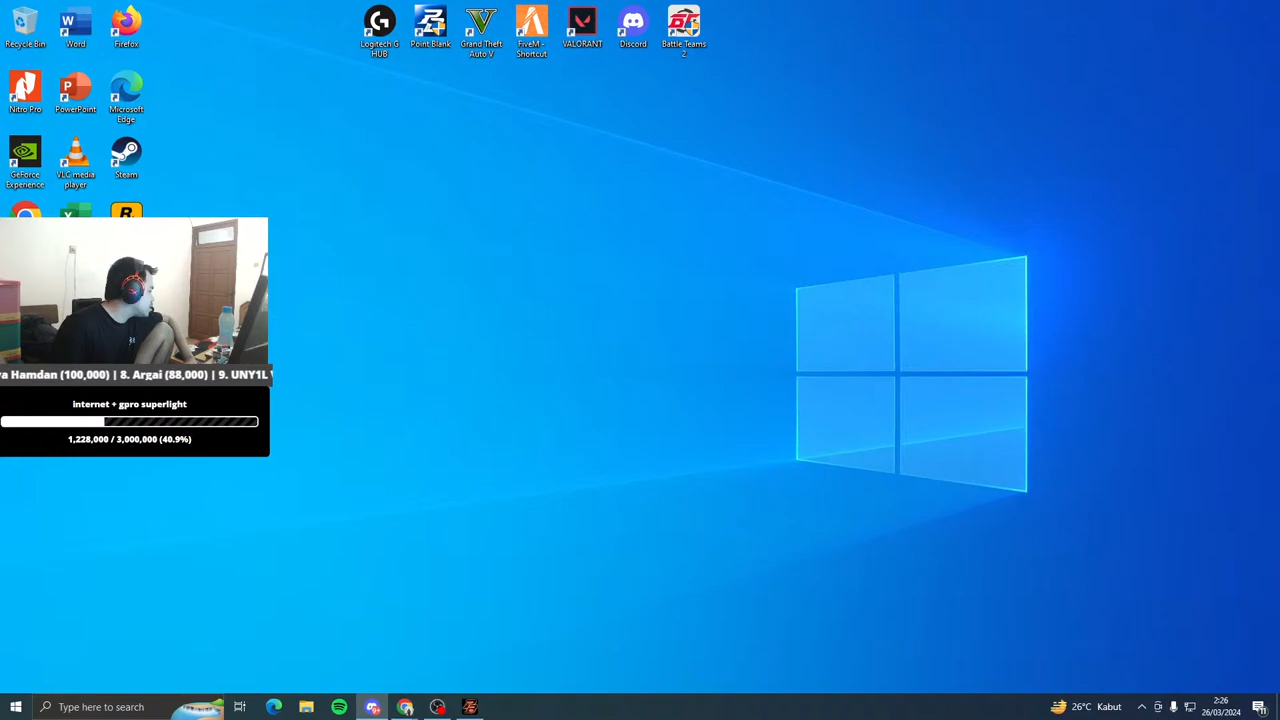 Recycle Bin
Word
Firefox
Logitech G HUB
Point Blank
Grand Theft Auto V
FiveM - Shortcut
VALORANT
Discord
Battle Teams 2
Nitro Pro
PowerPoint
Microsoft Edge
GeForce Experience
VLC media player
Steam
ya Hamdan (100,000) | 8. Argai (88,000) | 9. UNY1L
internet + gpro superlight
1,228,000 / 3,000,000 (40.9%)
Type here to search
26°C Kabut
2:26
26/03/2024